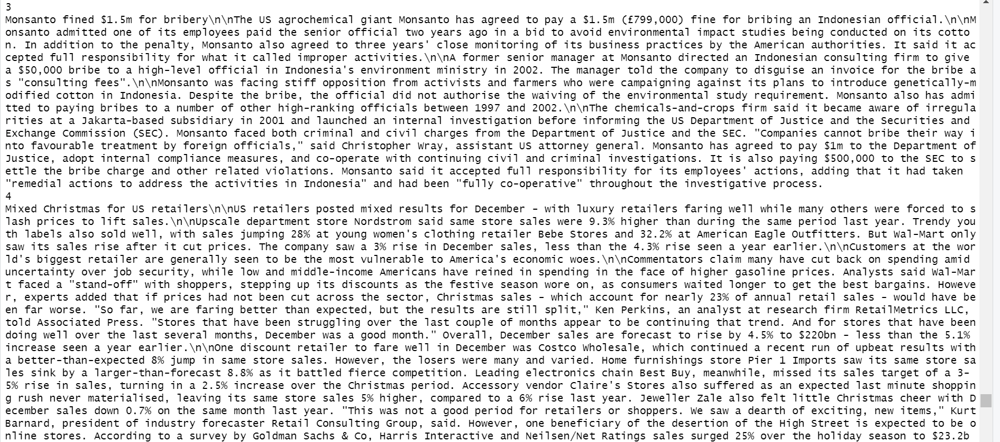 3
Monsanto fined $1.5m for bribery\n\nThe US agrochemical giant Monsanto has agreed to pay a $1.5m (£799,000) fine for bribing an Indonesian official.\n\nM
onsanto admitted one of its employees paid the senior official two years ago in a bid to avoid environmental impact studies being conducted on its cotto
n. In addition to the penalty, Monsanto also agreed to three years' close monitoring of its business practices by the American authorities. It said it ac
cepted full responsibility for what it called improper activities.\n\nA former senior manager at Monsanto directed an Indonesian consulting firm to give
a $50,000 bribe to a high-level official in Indonesia's environment ministry in 2002. The manager told the company to disguise an invoice for the bribe a
s "consulting fees".\n\nMonsanto was facing stiff opposition from activists and farmers who were campaigning against its plans to introduce genetically-m
odified cotton in Indonesia. Despite the bribe, the official did not authorise the waiving of the environmental study requirement. Monsanto also has admi
tted to paying bribes to a number of other high-ranking officials between 1997 and 2002.\n\nThe chemicals-and-crops firm said it became aware of irregula
rities at a Jakarta-based subsidiary in 2001 and launched an internal investigation before informing the US Department of Justice and the Securities and
Exchange Commission (SEC). Monsanto faced both criminal and civil charges from the Department of Justice and the SEC. "Companies cannot bribe their way i
nto favourable treatment by foreign officials," said Christopher Wray, assistant US attorney general. Monsanto has agreed to pay $1m to the Department of
Justice, adopt internal compliance measures, and co-operate with continuing civil and criminal investigations. It is also paying $500,000 to the SEC to s
ettle the bribe charge and other related violations. Monsanto said it accepted full responsibility for its employees' actions, adding that it had taken
"remedial actions to address the activities in Indonesia" and had been "fully co-operative" throughout the investigative process.
4
Mixed Christmas for US retailers\n\nUS retailers posted mixed results for December - with luxury retailers faring well while many others were forced to s
lash prices to lift sales.\n\nUpscale department store Nordstrom said same store sales were 9.3% higher than during the same period last year. Trendy you
th labels also sold well, with sales jumping 28% at young women's clothing retailer Bebe Stores and 32.2% at American Eagle Outfitters. But Wal-Mart only
saw its sales rise after it cut prices. The company saw a 3% rise in December sales, less than the 4.3% rise seen a year earlier.\n\nCustomers at the wor
ld's biggest retailer are generally seen to be the most vulnerable to America's economic woes.\n\nCommentators claim many have cut back on spending amid
uncertainty over job security, while low and middle-income Americans have reined in spending in the face of higher gasoline prices. Analysts said Wal-Mar
t faced a "stand-off" with shoppers, stepping up its discounts as the festive season wore on, as consumers waited longer to get the best bargains. Howeve
r, experts added that if prices had not been cut across the sector, Christmas sales - which account for nearly 23% of annual retail sales - would have be
en far worse. "So far, we are faring better than expected, but the results are still split," Ken Perkins, an analyst at research firm RetailMetrics LLC,
told Associated Press. "Stores that have been struggling over the last couple of months appear to be continuing that trend. And for stores that have been
doing well over the last several months, December was a good month." Overall, December sales are forecast to rise by 4.5% to $220bn - less than the 5.1%
increase seen a year earlier.\n\nOne discount retailer to fare well in December was Costco Wholesale, which continued a recent run of upbeat results with
a better-than-expected 8% jump in same store sales. However, the losers were many and varied. Home furnishings store Pier 1 Imports saw its same store sa
les sink by a larger-than-forecast 8.8% as it battled fierce competition. Leading electronics chain Best Buy, meanwhile, missed its sales target of a 3-
5% rise in sales, turning in a 2.5% increase over the Christmas period. Accessory vendor Claire's Stores also suffered as an expected last minute shoppin
g rush never materialised, leaving its same store sales 5% higher, compared to a 6% rise last year. Jeweller Zale also felt little Christmas cheer with D
ecember sales down 0.7% on the same month last year. "This was not a good period for retailers or shoppers. We saw a dearth of exciting, new items," Kurt
Barnard, president of industry forecaster Retail Consulting Group, said. However, one beneficiary of the desertion of the High Street is expected to be o
nline stores. According to a survey by Goldman Sachs & Co, Harris Interactive and Neilsen/Net Ratings sales surged 25% over the holiday season to $23.2b